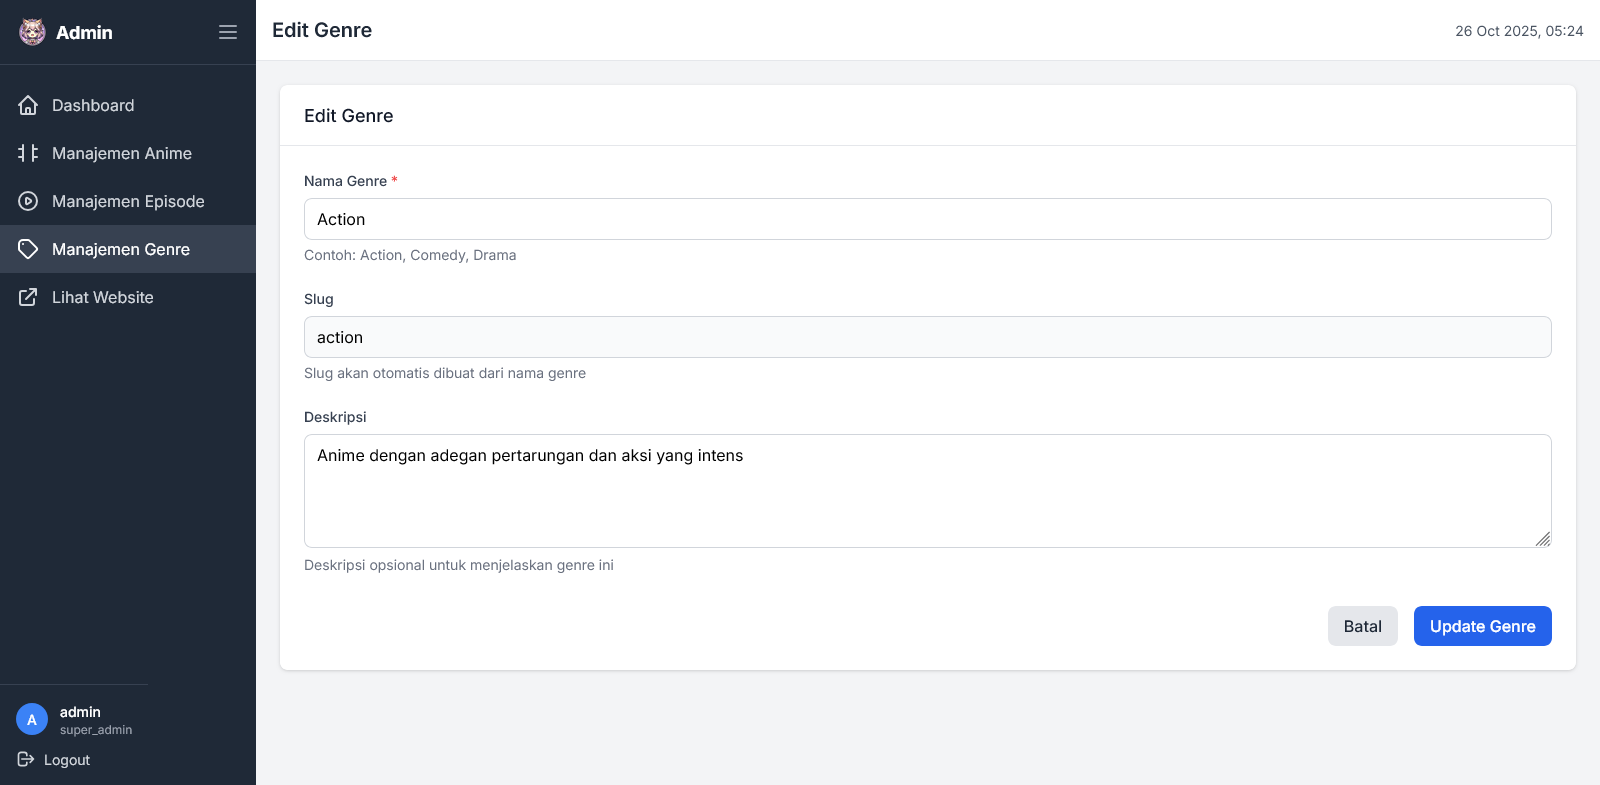 Admin
Dashboard
Manajemen Anime
Manajemen Episode
Manajemen Genre
Lihat Website
A
admin
super_admin
Logout
Edit Genre
26 Oct 2025, 05:24
Edit Genre
Nama Genre *
Action
Contoh: Action, Comedy, Drama
Slug
action
Slug akan otomatis dibuat dari nama genre
Deskripsi
Anime dengan adegan pertarungan dan aksi yang intens
Deskripsi opsional untuk menjelaskan genre ini
Batal
Update Genre